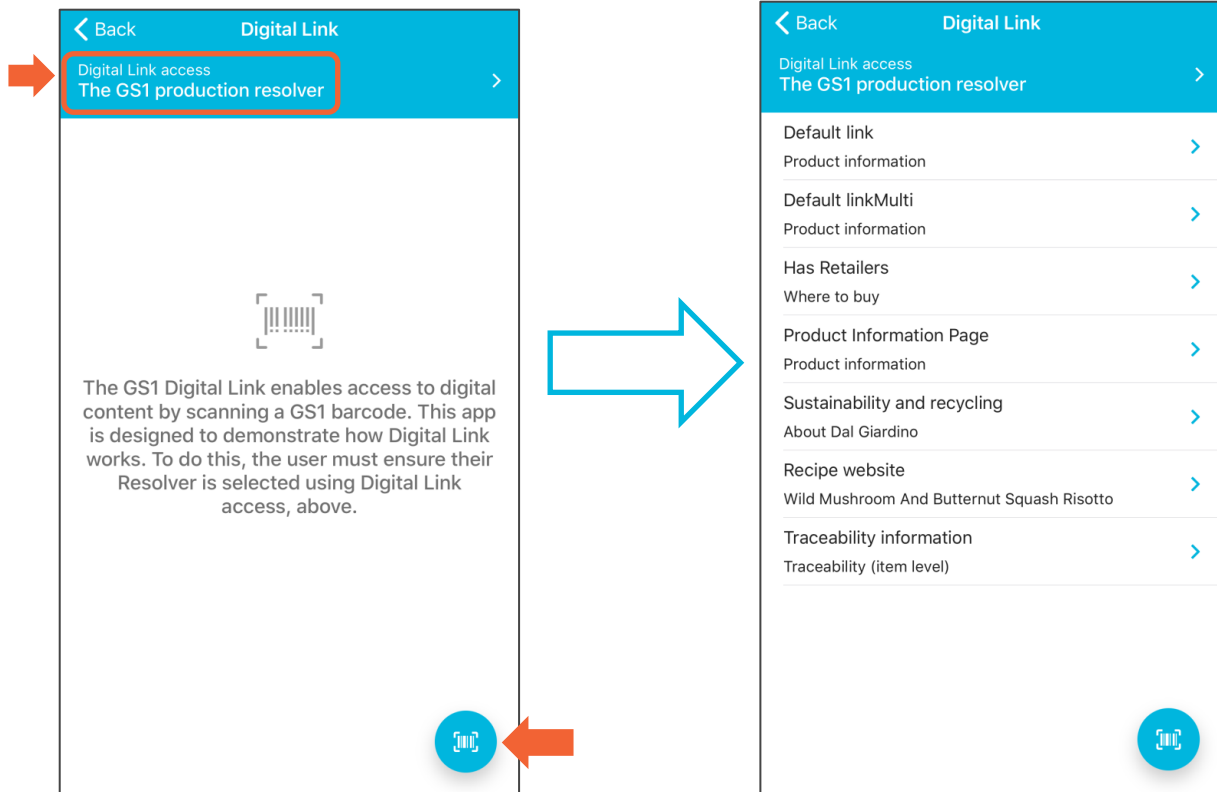 Back
Digital Link
Digital Link access
The GS1 production resolver
The GS1 Digital Link enables access to digital
content by scanning a GS1 barcode. This app
is designed to demonstrate how Digital Link
works. To do this, the user must ensure their
Resolver is selected using Digital Link
access, above.
Back
Digital Link
Digital Link access
The GS1 production resolver
Default link
Product information
Default linkMulti
Product information
Has Retailers
Where to buy
Product Information Page
Product information
Sustainability and recycling
About Dal Giardino
Recipe website
Wild Mushroom And Butternut Squash Risotto
Traceability information
Traceability (item level)